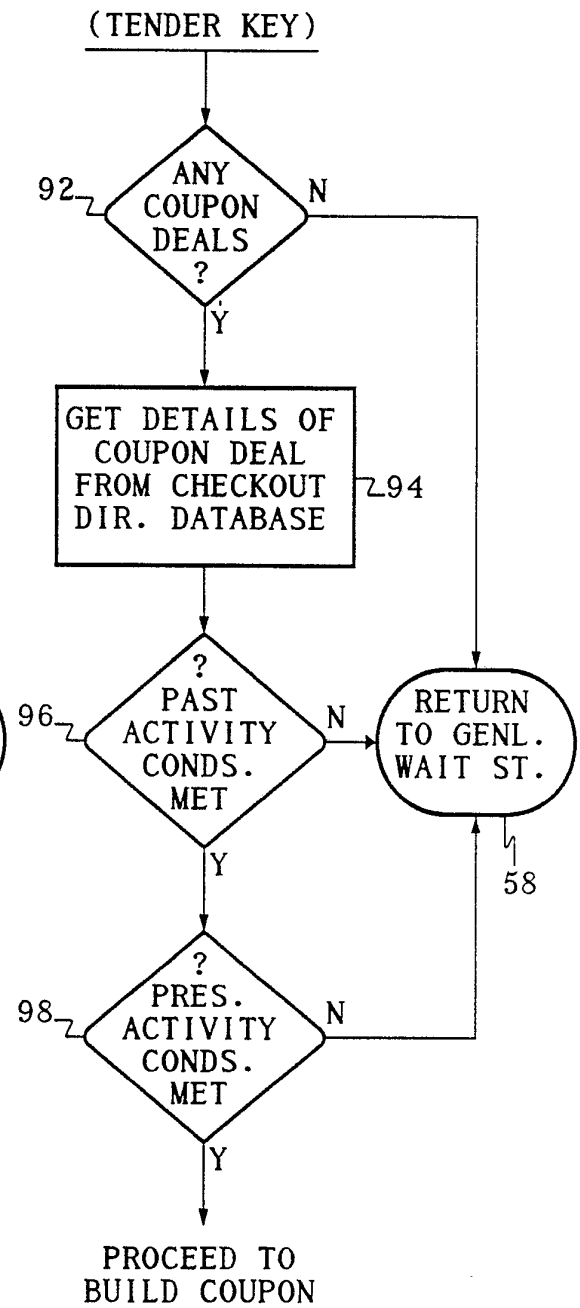 (TENDER KEY)
92
ANY
COUPON
DEALS
?
N
Y
GET DETAILS OF
COUPON DEAL
FROM CHECKOUT
DIR. DATABASE
94
96
?
PAST
ACTIVITY
CONDS.
MET
N
RETURN
TO GENL.
WAIT ST.
58
Y
98
?
PRES.
ACTIVITY
CONDS.
MET
N
Y
PROCEED TO
BUILD COUPON